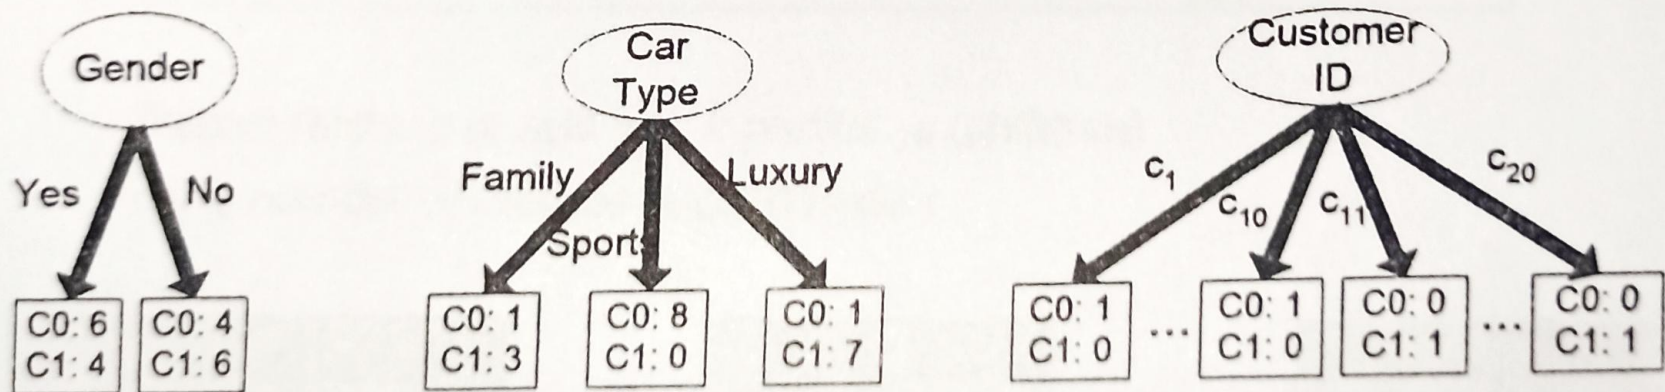 Gender
Yes
No
C0: 6
C1: 4
C0: 4
C1: 6
Car
Type
Family
Sports
Luxury
C0: 1
C1: 3
C0: 8
C1: 0
C0: 1
C1: 7
Customer
ID
c1
c10
c11
c20
C0: 1
C1: 0
...
C0: 1
C1: 0
C0: 0
C1: 1
...
C0: 0
C1: 1